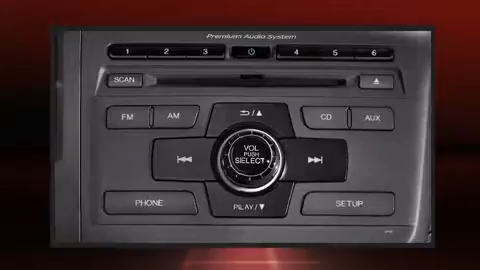 Premium Audio System
1 2 3 4 5 6
SCAN
FM AM CD AUX
VOL
PUSH
SELECT
PHONE PLAY/ SETUP